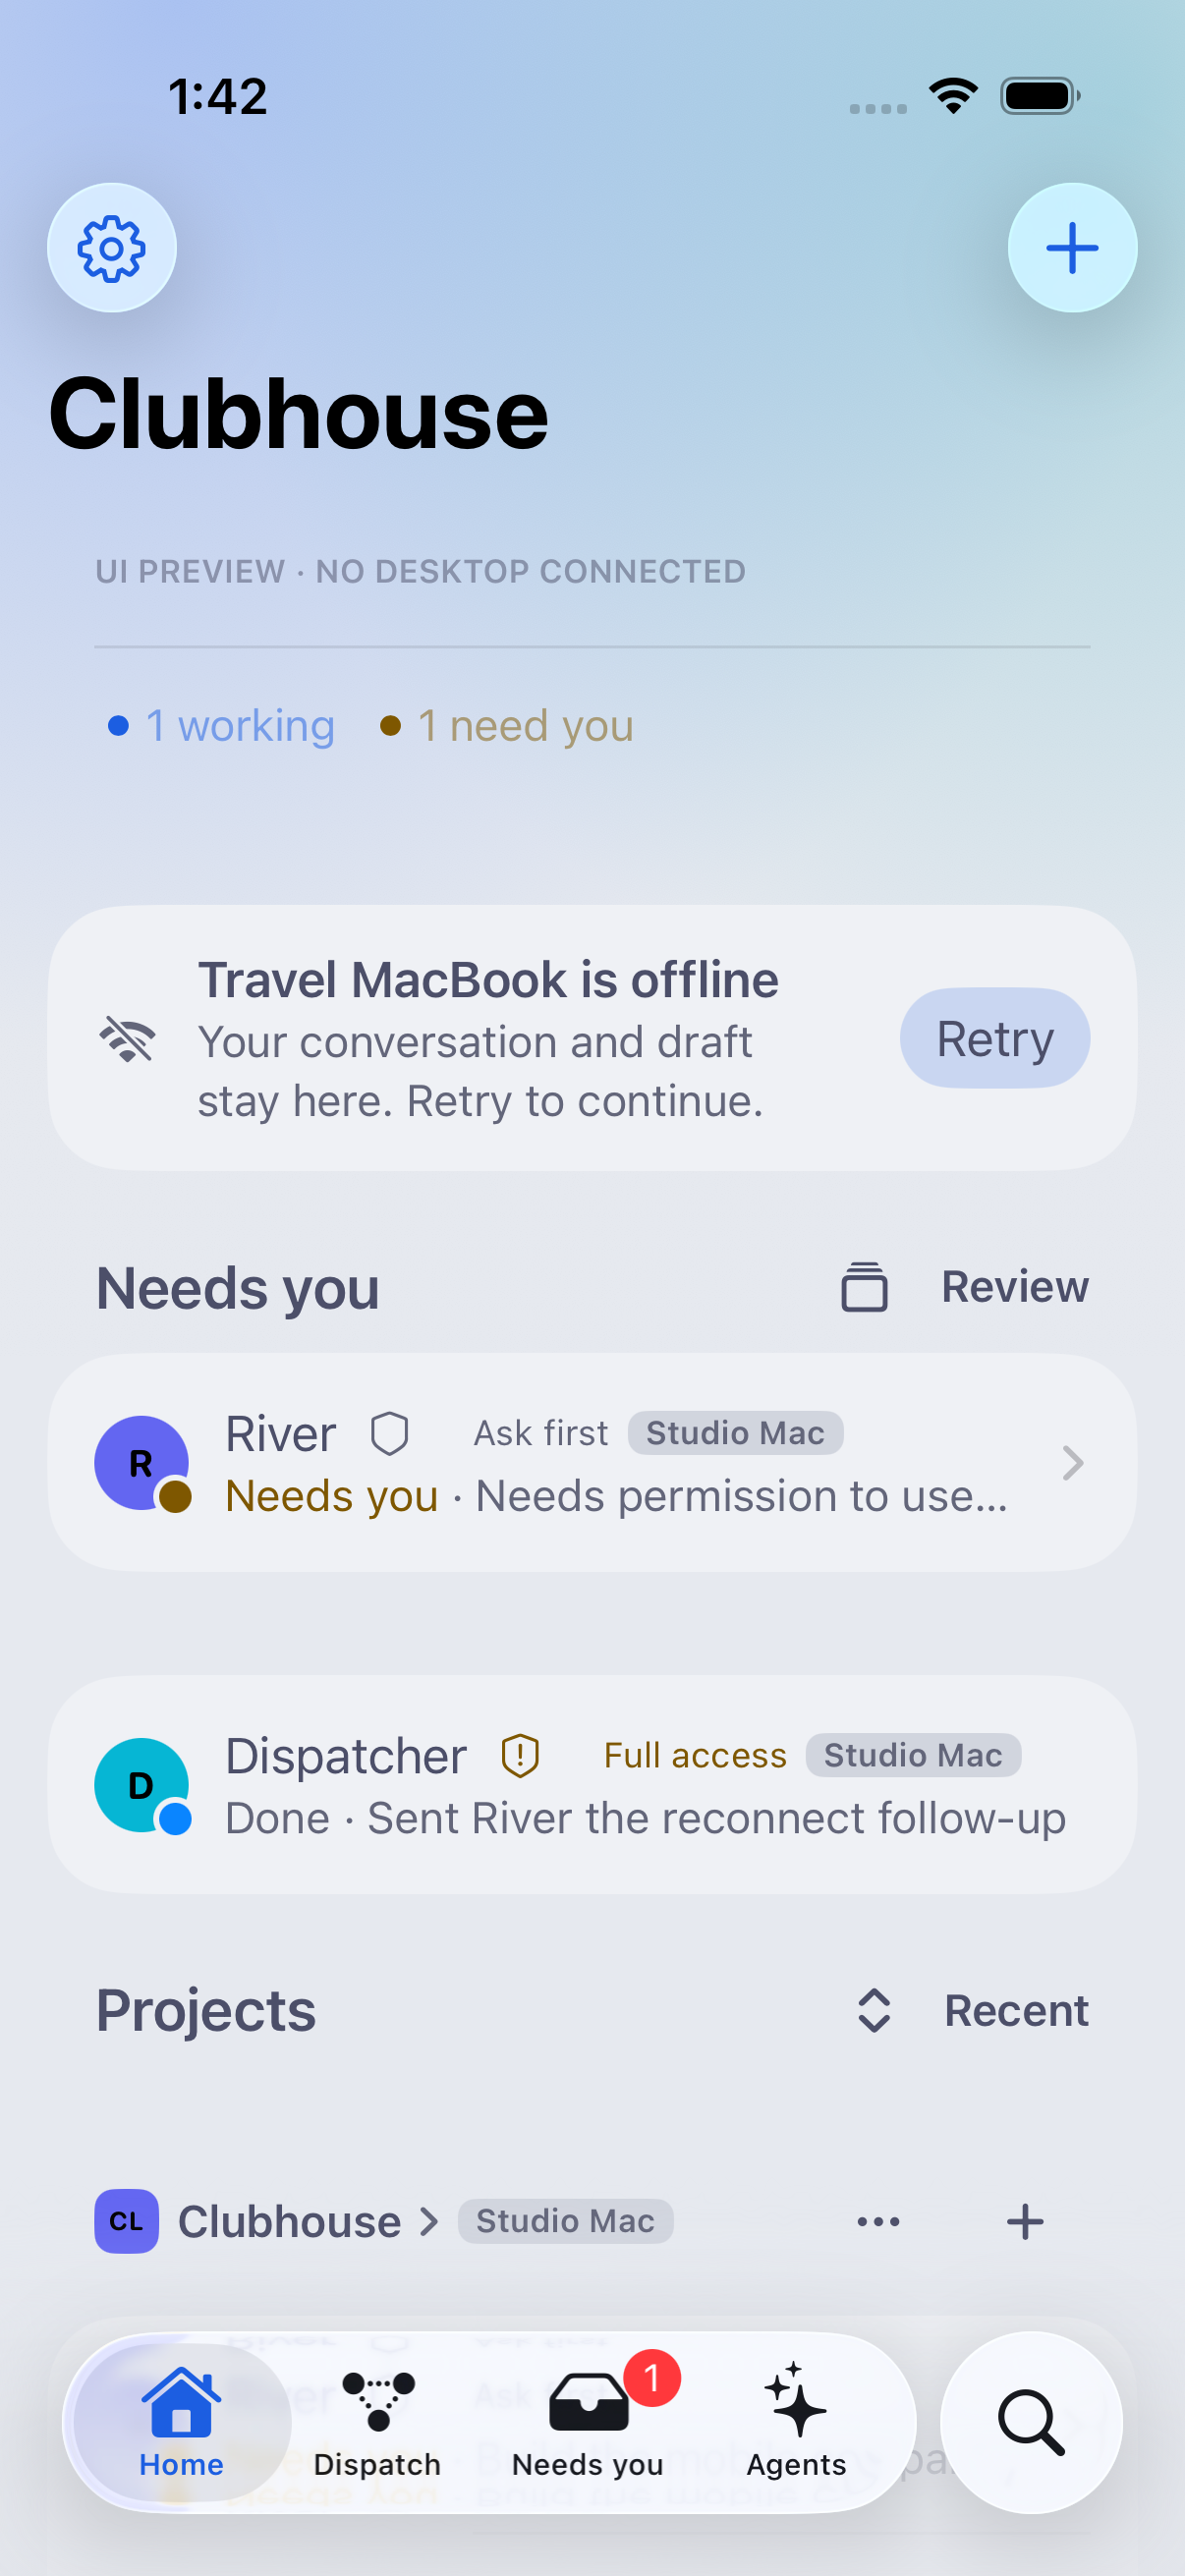 1:42
Clubhouse
UI PREVIEW · NO DESKTOP CONNECTED
1 working 1 need you
Travel MacBook is offline
Your conversation and draft
stay here. Retry to continue.
Retry
Needs you
Review
R
River Ask first Studio Mac
Needs you · Needs permission to use...
D
Dispatcher Full access Studio Mac
Done · Sent River the reconnect follow-up
Projects
Recent
CL Clubhouse > Studio Mac
1
Home Dispatch Needs you Agents